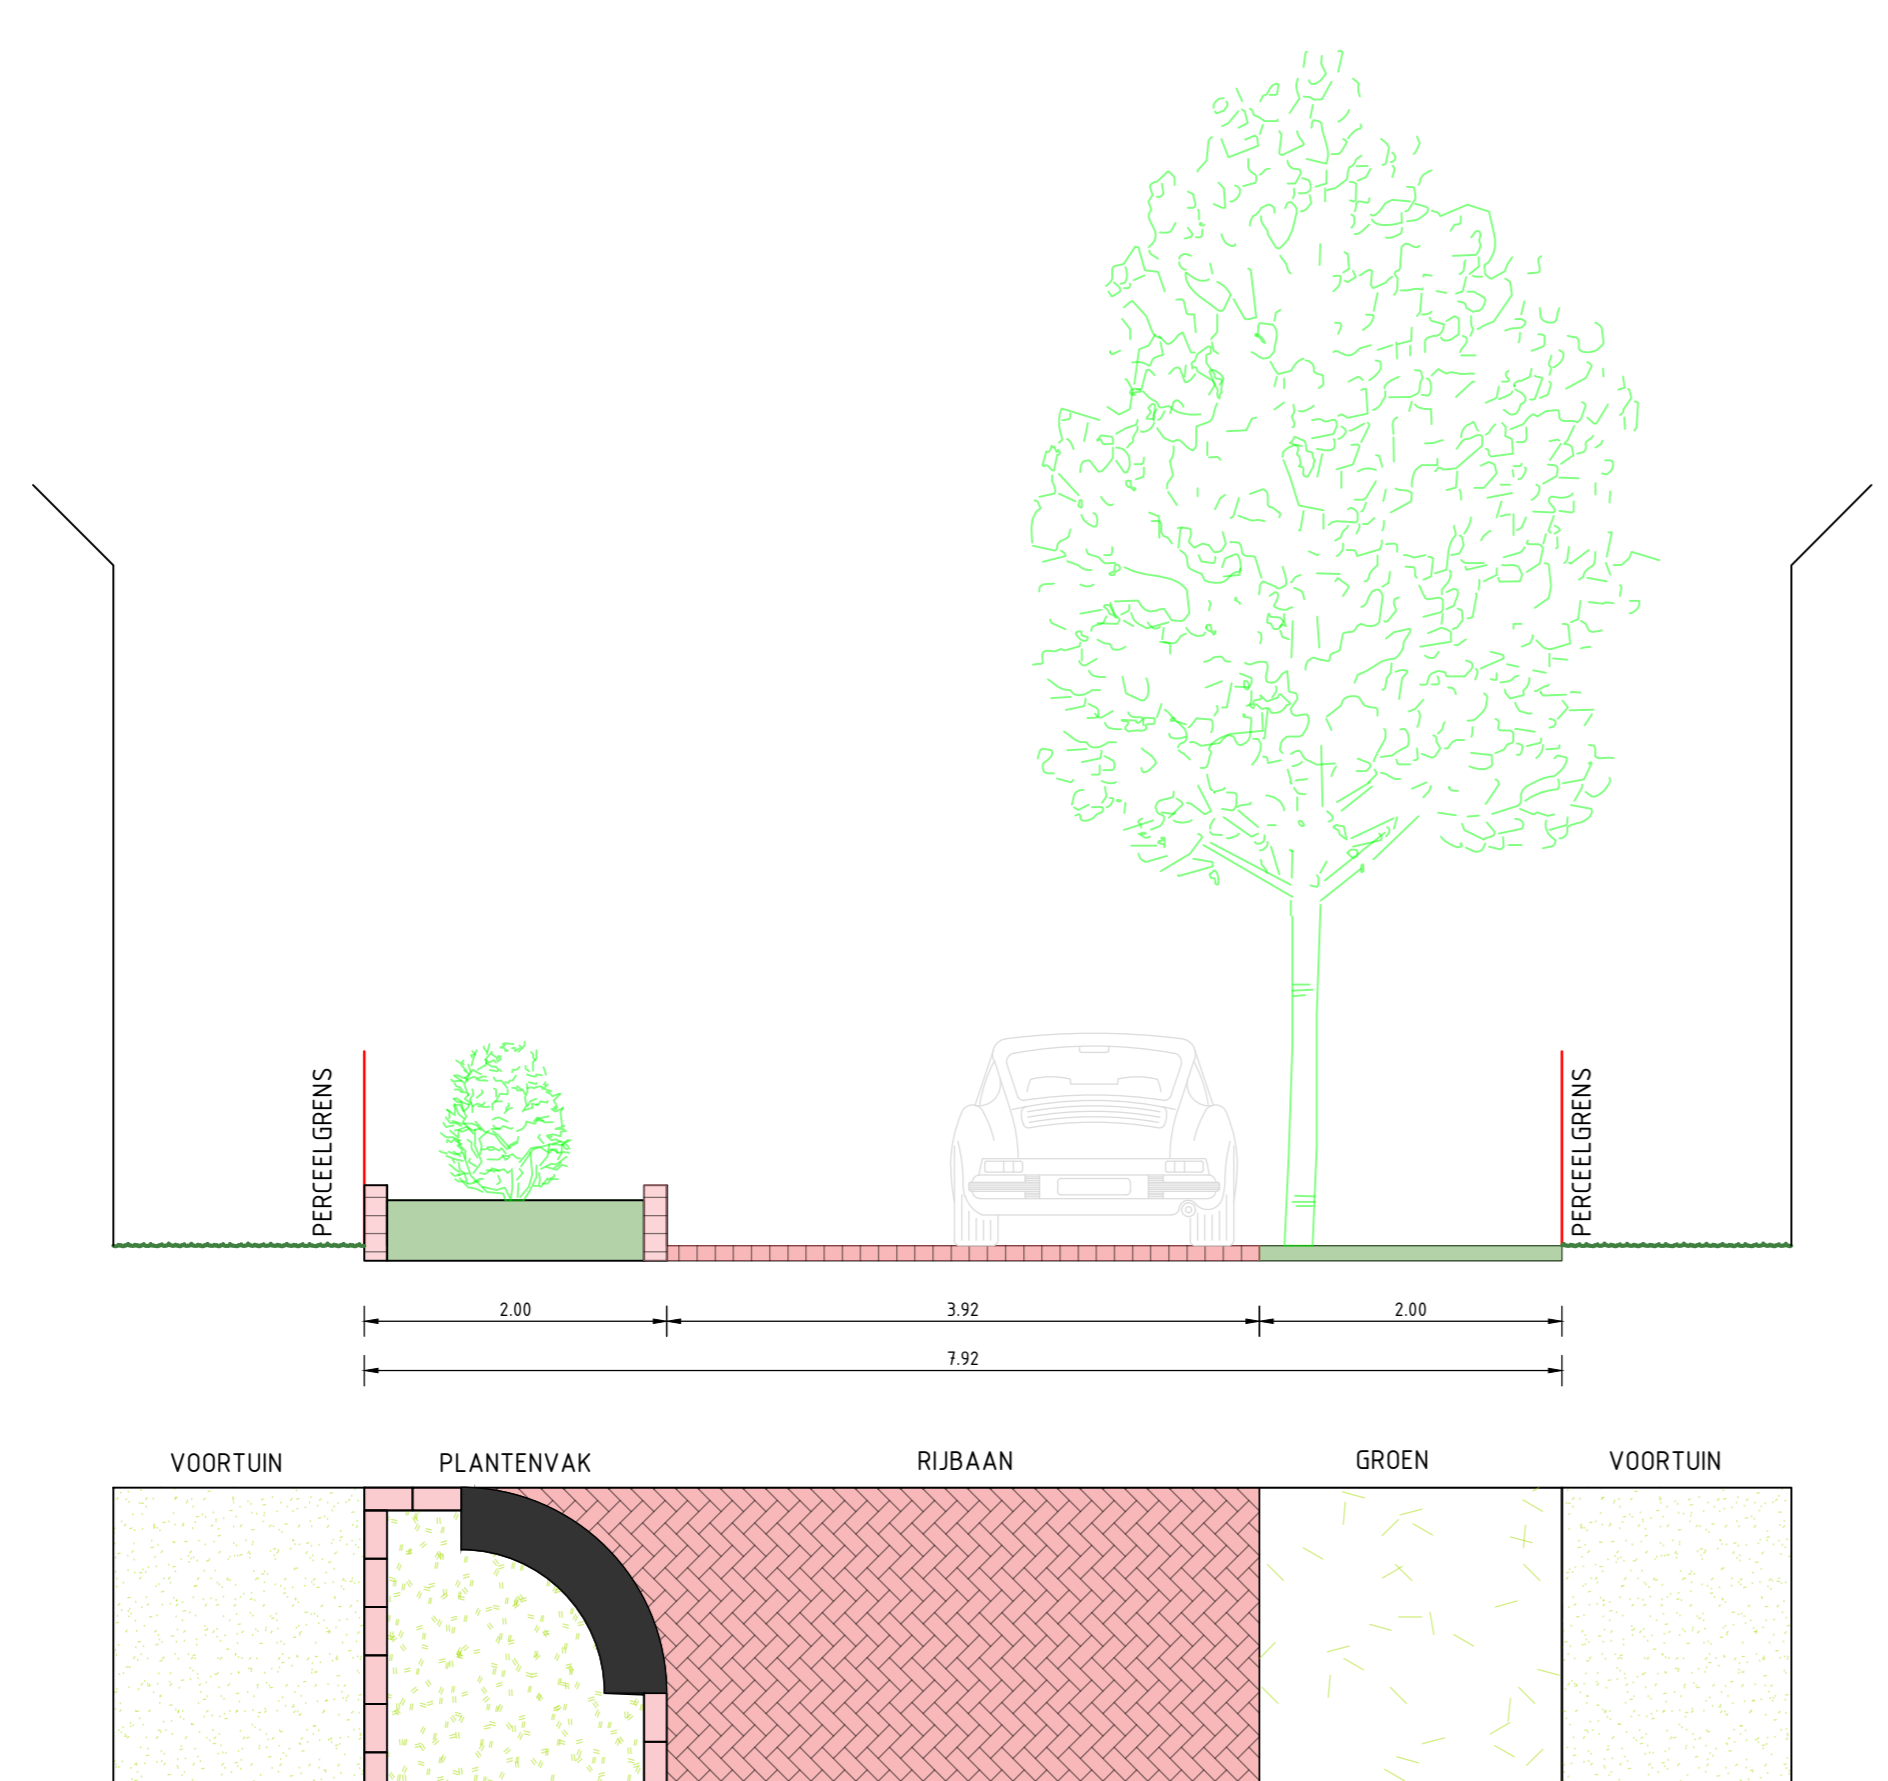 PERCEELGRENS
PERCEELGRENS
2.00
3.92
2.00
7.92
VOORTUIN
PLANTENVAK
RIJBAAN
GROEN
VOORTUIN